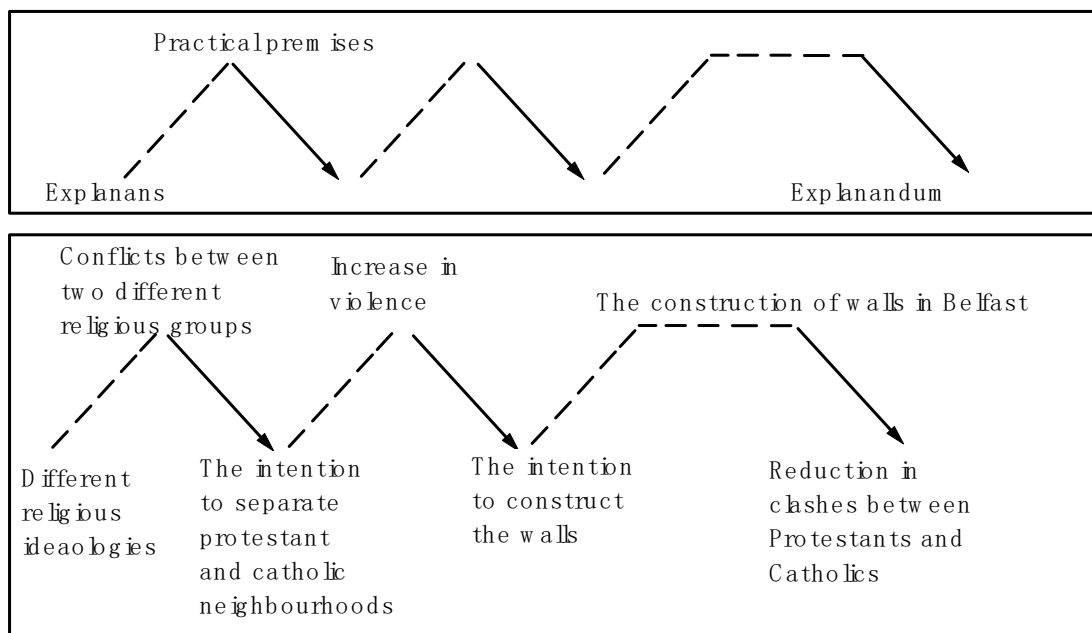 Practical premises
Explanans
Explanandum
Conflicts between
two different
religious groups
Increase in
violence
The construction of walls in Belfast
Different
religious
ideaologies
The intention
to separate
protestant
and catholic
neighbourhoods
The intention
to construct
the walls
Reduction in
clashes between
Protestants and
Catholics